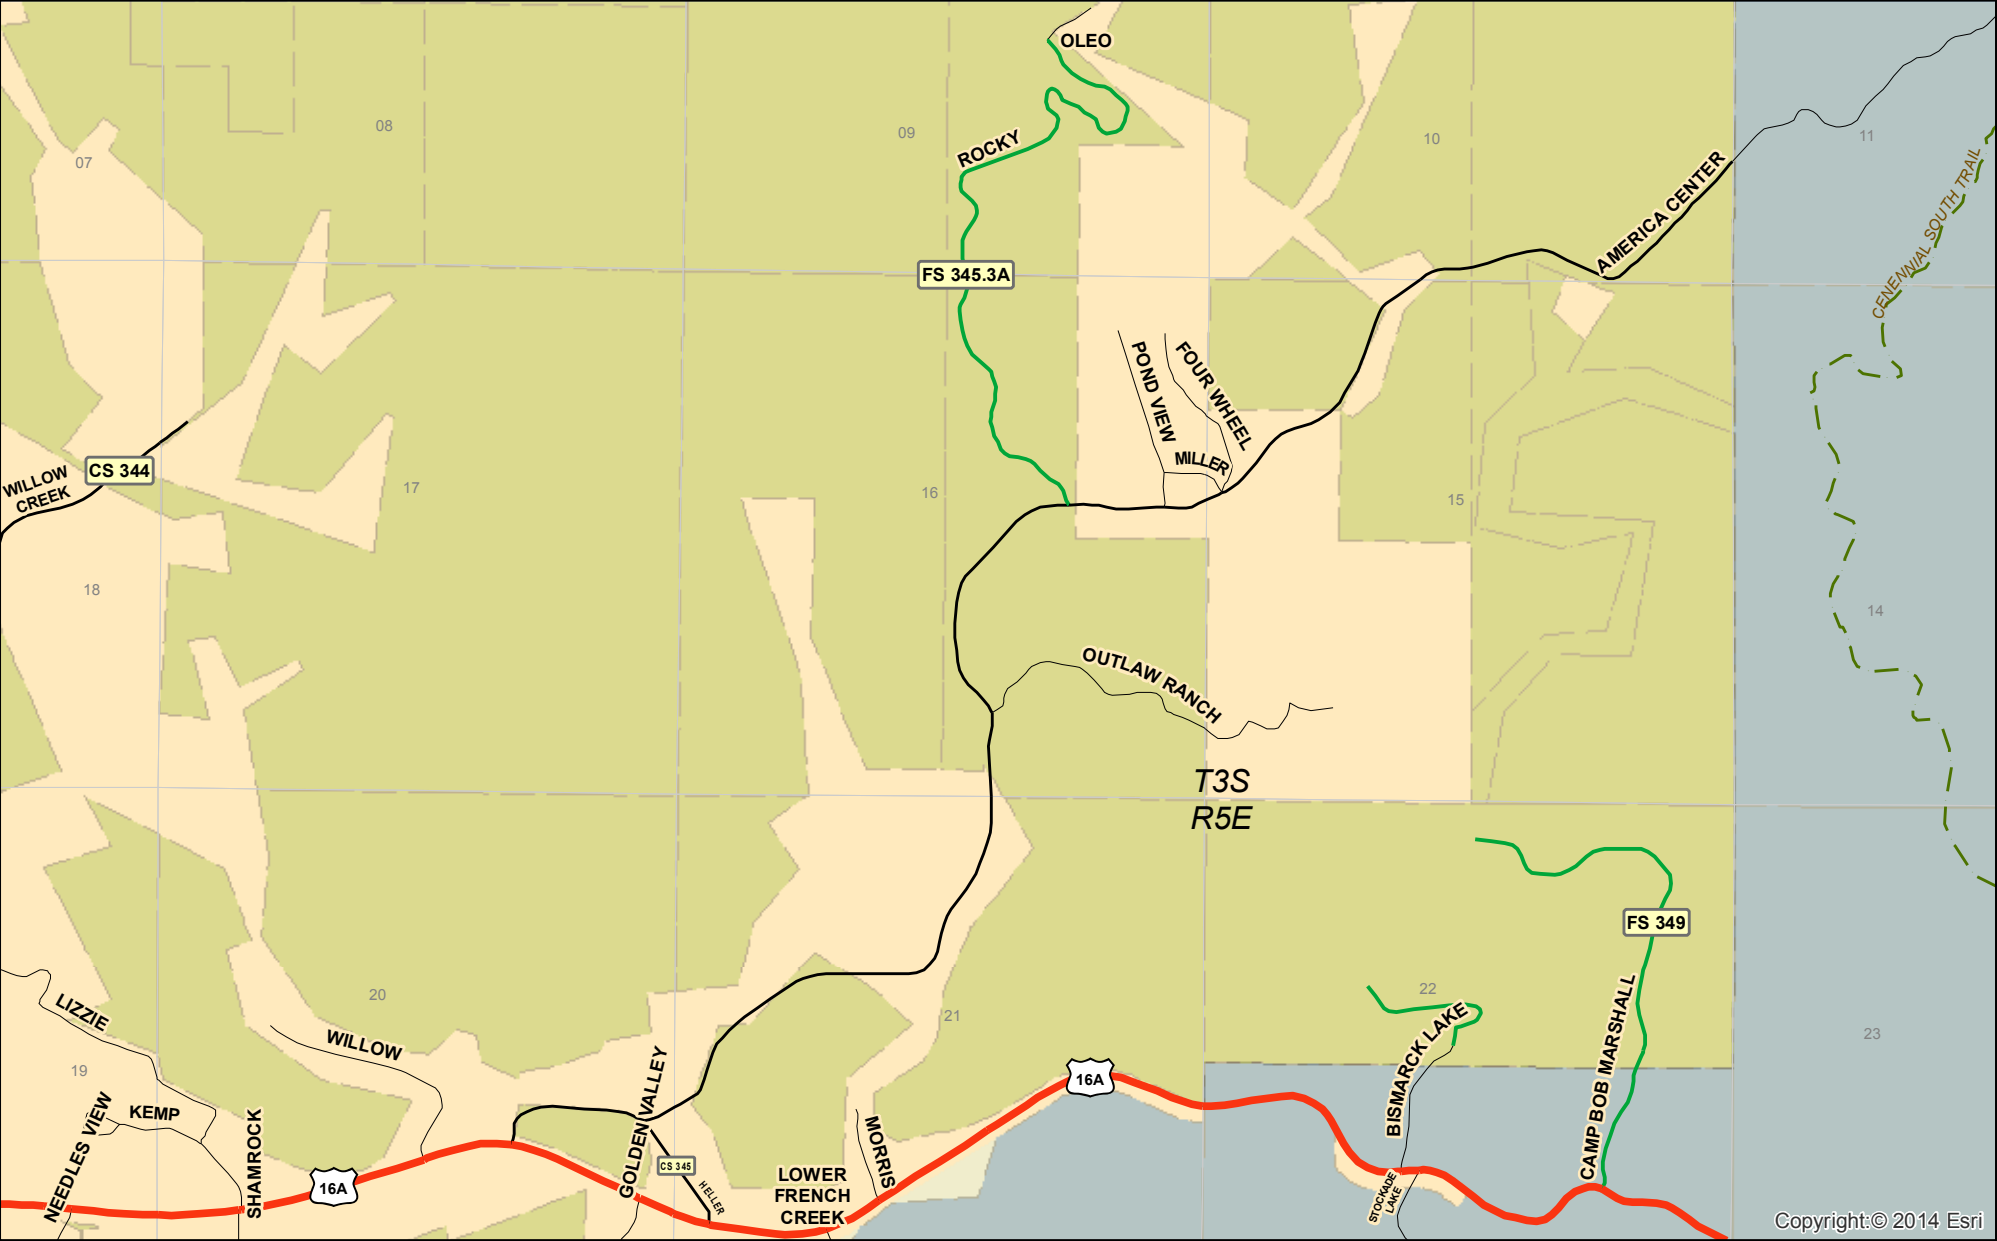 OLEO
07
08
09
ROCKY
10
11
AMERICA CENTER
CENENNIAL SOUTH TRAIL
FS 345.3A
POND VIEW
FOUR WHEEL
MILLER
WILLOW
CREEK
CS 344
17
16
15
18
14
OUTLAW RANCH
T3S
R5E
FS 349
20
22
21
23
LIZZIE
WILLOW
BISMARCK LAKE
CAMP BOB MARSHALL
19
16A
KEMP
NEEDLES VIEW
SHAMROCK
GOLDEN VALLEY
MORRIS
CS 345
HELLER
16A
LOWER
FRENCH
CREEK
STOCKADE
LAKE
Copyright:© 2014 Esri